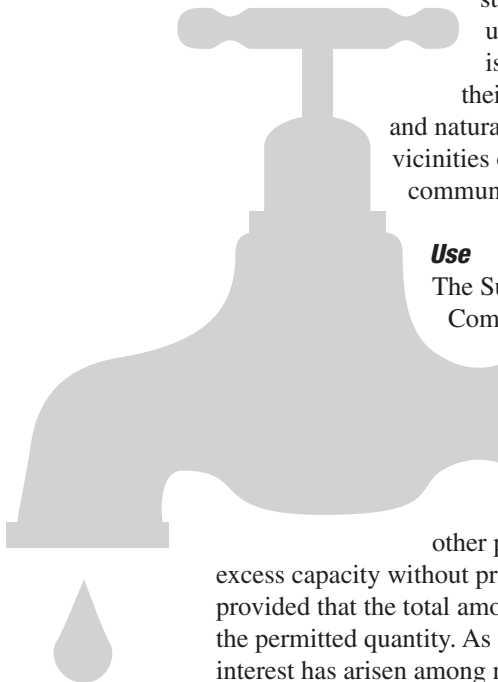 u
is
thei
and natura
vicinities
commun
Use
The Su
Com
other p
excess capacity without pr
provided that the total amo
the permitted quantity. As
interest has arisen among